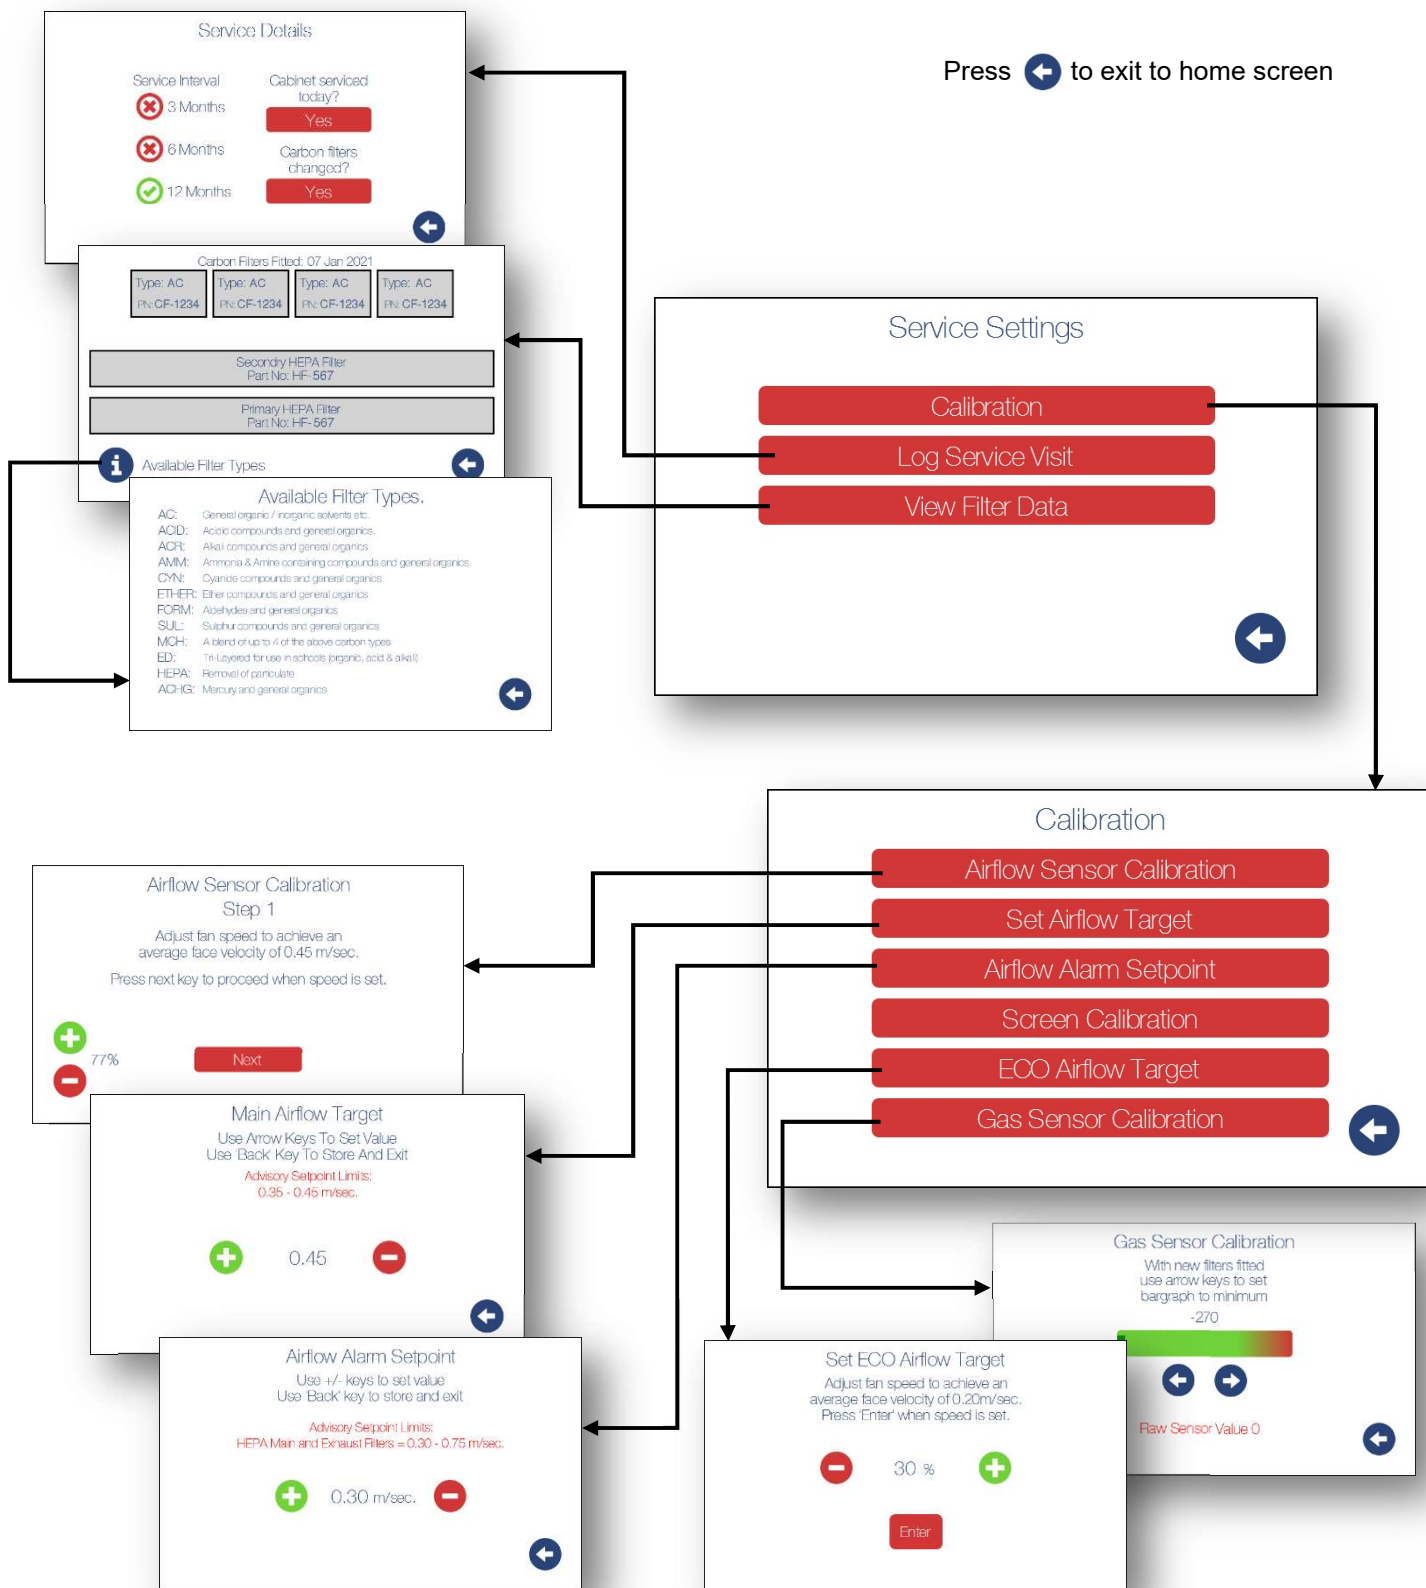 Press to exit to home screen
Service Details
Service Interval
3 Months
6 Months
12 Months
Cabinet serviced
today?
Yes
Carbon filters
changed?
Yes
Carbon Filters Fitted: 07 Jan 2021
Type: AC
PN: CF-1234
Type: AC
PN: CF-1234
Type: AC
PN: CF-1234
Type: AC
PN: CF-1234
Secondry HEPA Filter
Part No: HF-567
Primary HEPA Filter
Part No: HF-567
i Available Filter Types
Available Filter Types.
AC: General organic / inorganic solvents etc.
ACID: Acidic compounds and general organics.
ACR: Alkali compounds and general organics
AMM: Ammonia & Amine containing compounds and general organics
CYN: Cyanide compounds and general organics
ETHER: Ether compounds and general organics
FORM: Aldehydes and general organics
SUL: Sulphur compounds and general organics
MCH: A blend of up to 4 of the above carbon types
ED: Tri-Layered for use in schools (organic, acid & alkali)
HEPA: Removal of particulate
ACHG: Mercury and general organics
Service Settings
Calibration
Log Service Visit
View Filter Data
Calibration
Airflow Sensor Calibration
Set Airflow Target
Airflow Alarm Setpoint
Screen Calibration
ECO Airflow Target
Gas Sensor Calibration
Airflow Sensor Calibration
Step 1
Adjust fan speed to achieve an
average face velocity of 0.45 m/sec.
Press next key to proceed when speed is set.
77%
Next
Main Airflow Target
Use Arrow Keys To Set Value
Use 'Back' Key To Store And Exit
Advisory Setpoint Limits:
0.35 - 0.45 m/sec.
0.45
Airflow Alarm Setpoint
Use +/- keys to set value
Use 'Back' key to store and exit
Advisory Setpoint Limits:
HEPA Main and Exhaust Filters = 0.30 - 0.75 m/sec.
0.30 m/sec.
Set ECO Airflow Target
Adjust fan speed to achieve an
average face velocity of 0.20m/sec.
Press 'Enter' when speed is set.
30 %
Enter
Gas Sensor Calibration
With new filters fitted
use arrow keys to set
bargraph to minimum
-270
Raw Sensor Value 0